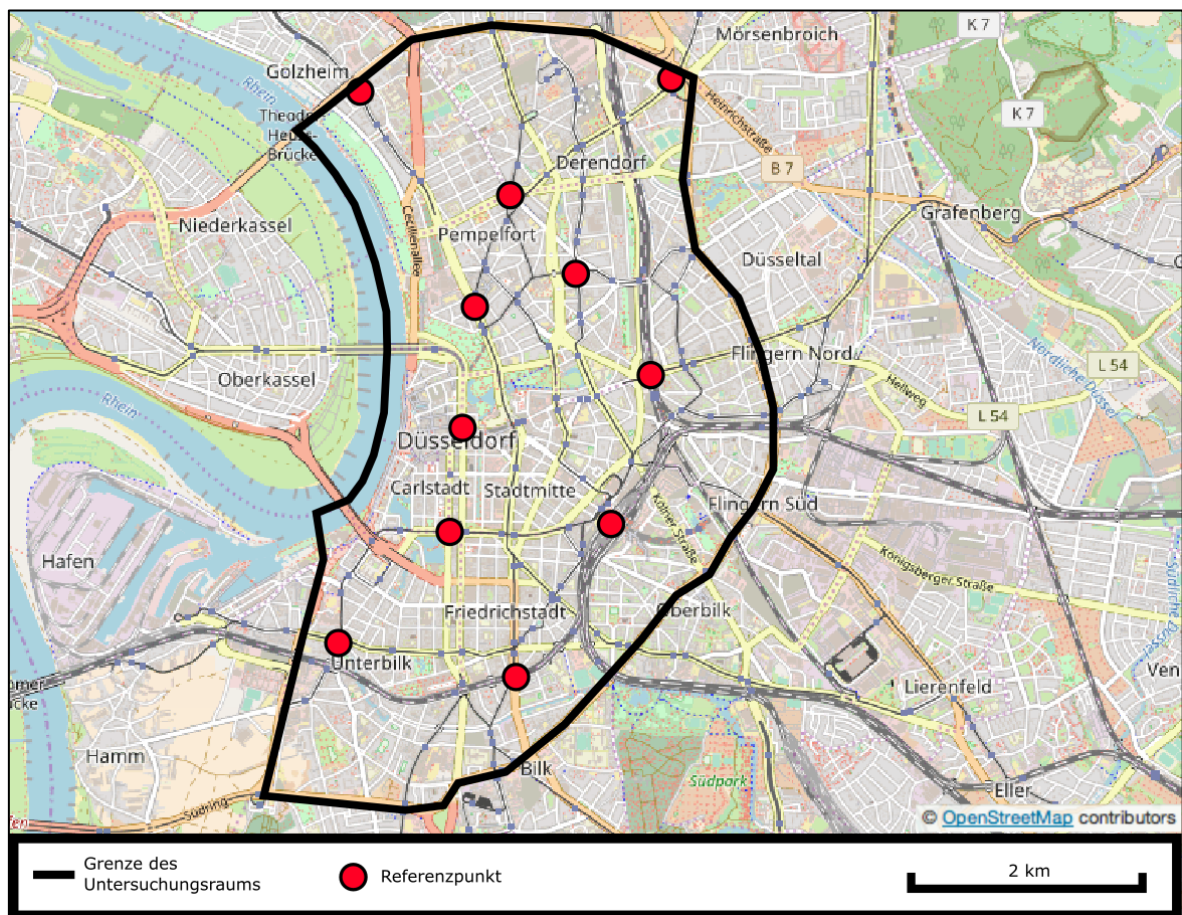 K 7
Mörsenbroich
Golzheim
Rhein
K 7
Heinrichstraße
Theodor-
Heuss-
Brücke
Derendorf
B 7
Niederkassel
Cecilienallee
Grafenberg
Pempelfort
Düsseltal
Flingern Nord
Nördliche Düssel
L 54
Oberkassel
Hellweg
Rhein
L 54
Düsseldorf
Carlstadt
Stadtmitte
Kölner Straße
Flingern Süd
Hafen
Königsberger Straße
Friedrichstadt
Oberbilk
Unterbilk
Ven
Lierenfeld
Hamm
Bilk
Südpark
Eller
Südring
© OpenStreetMap contributors
Grenze des
Untersuchungsraums
Referenzpunkt
2 km